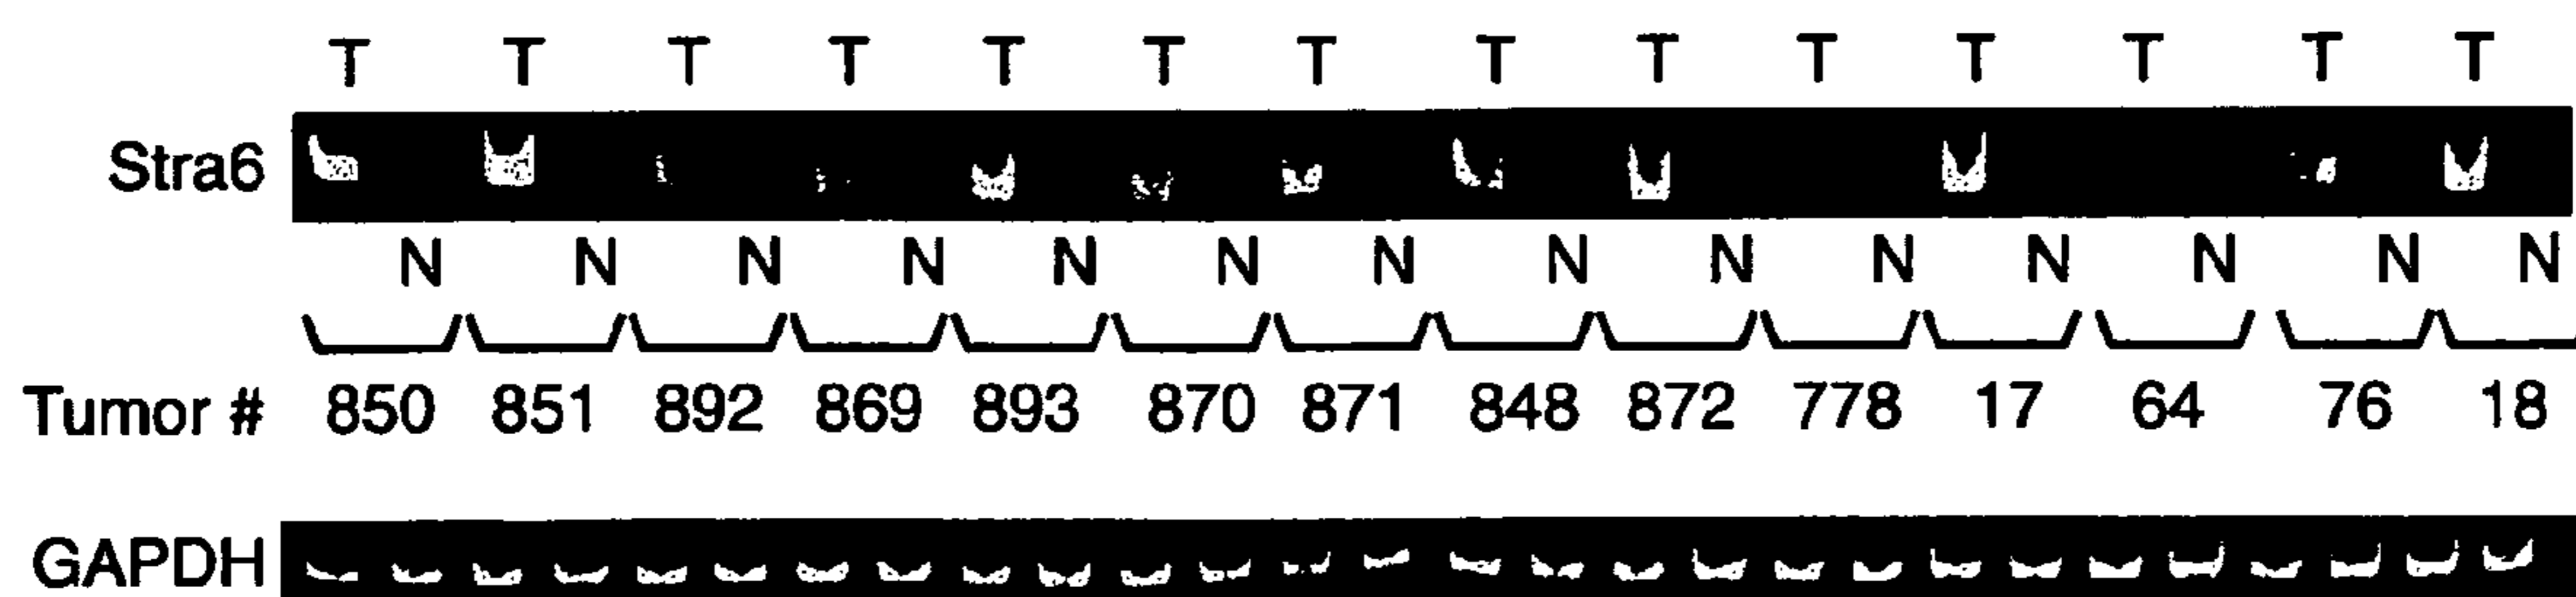 T T T T T T T T T T T T T T
Stra6
N N N N N N N N N N N N N N
Tumor # 850 851 892 869 893 870 871 848 872 778 17 64 76 18
GAPDH